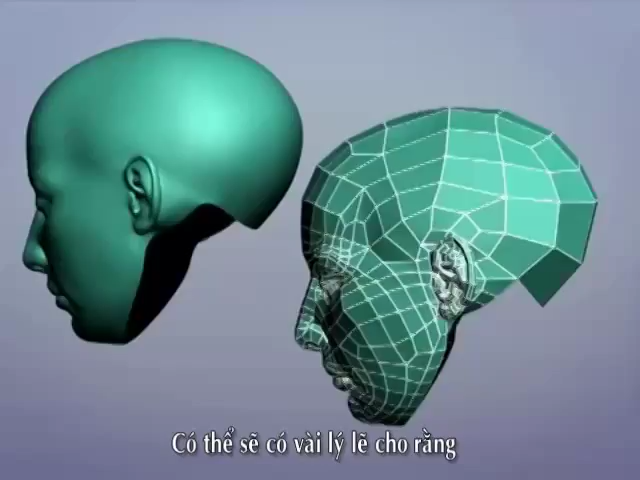 Có thể sẽ có vài lý lẽ cho rằng